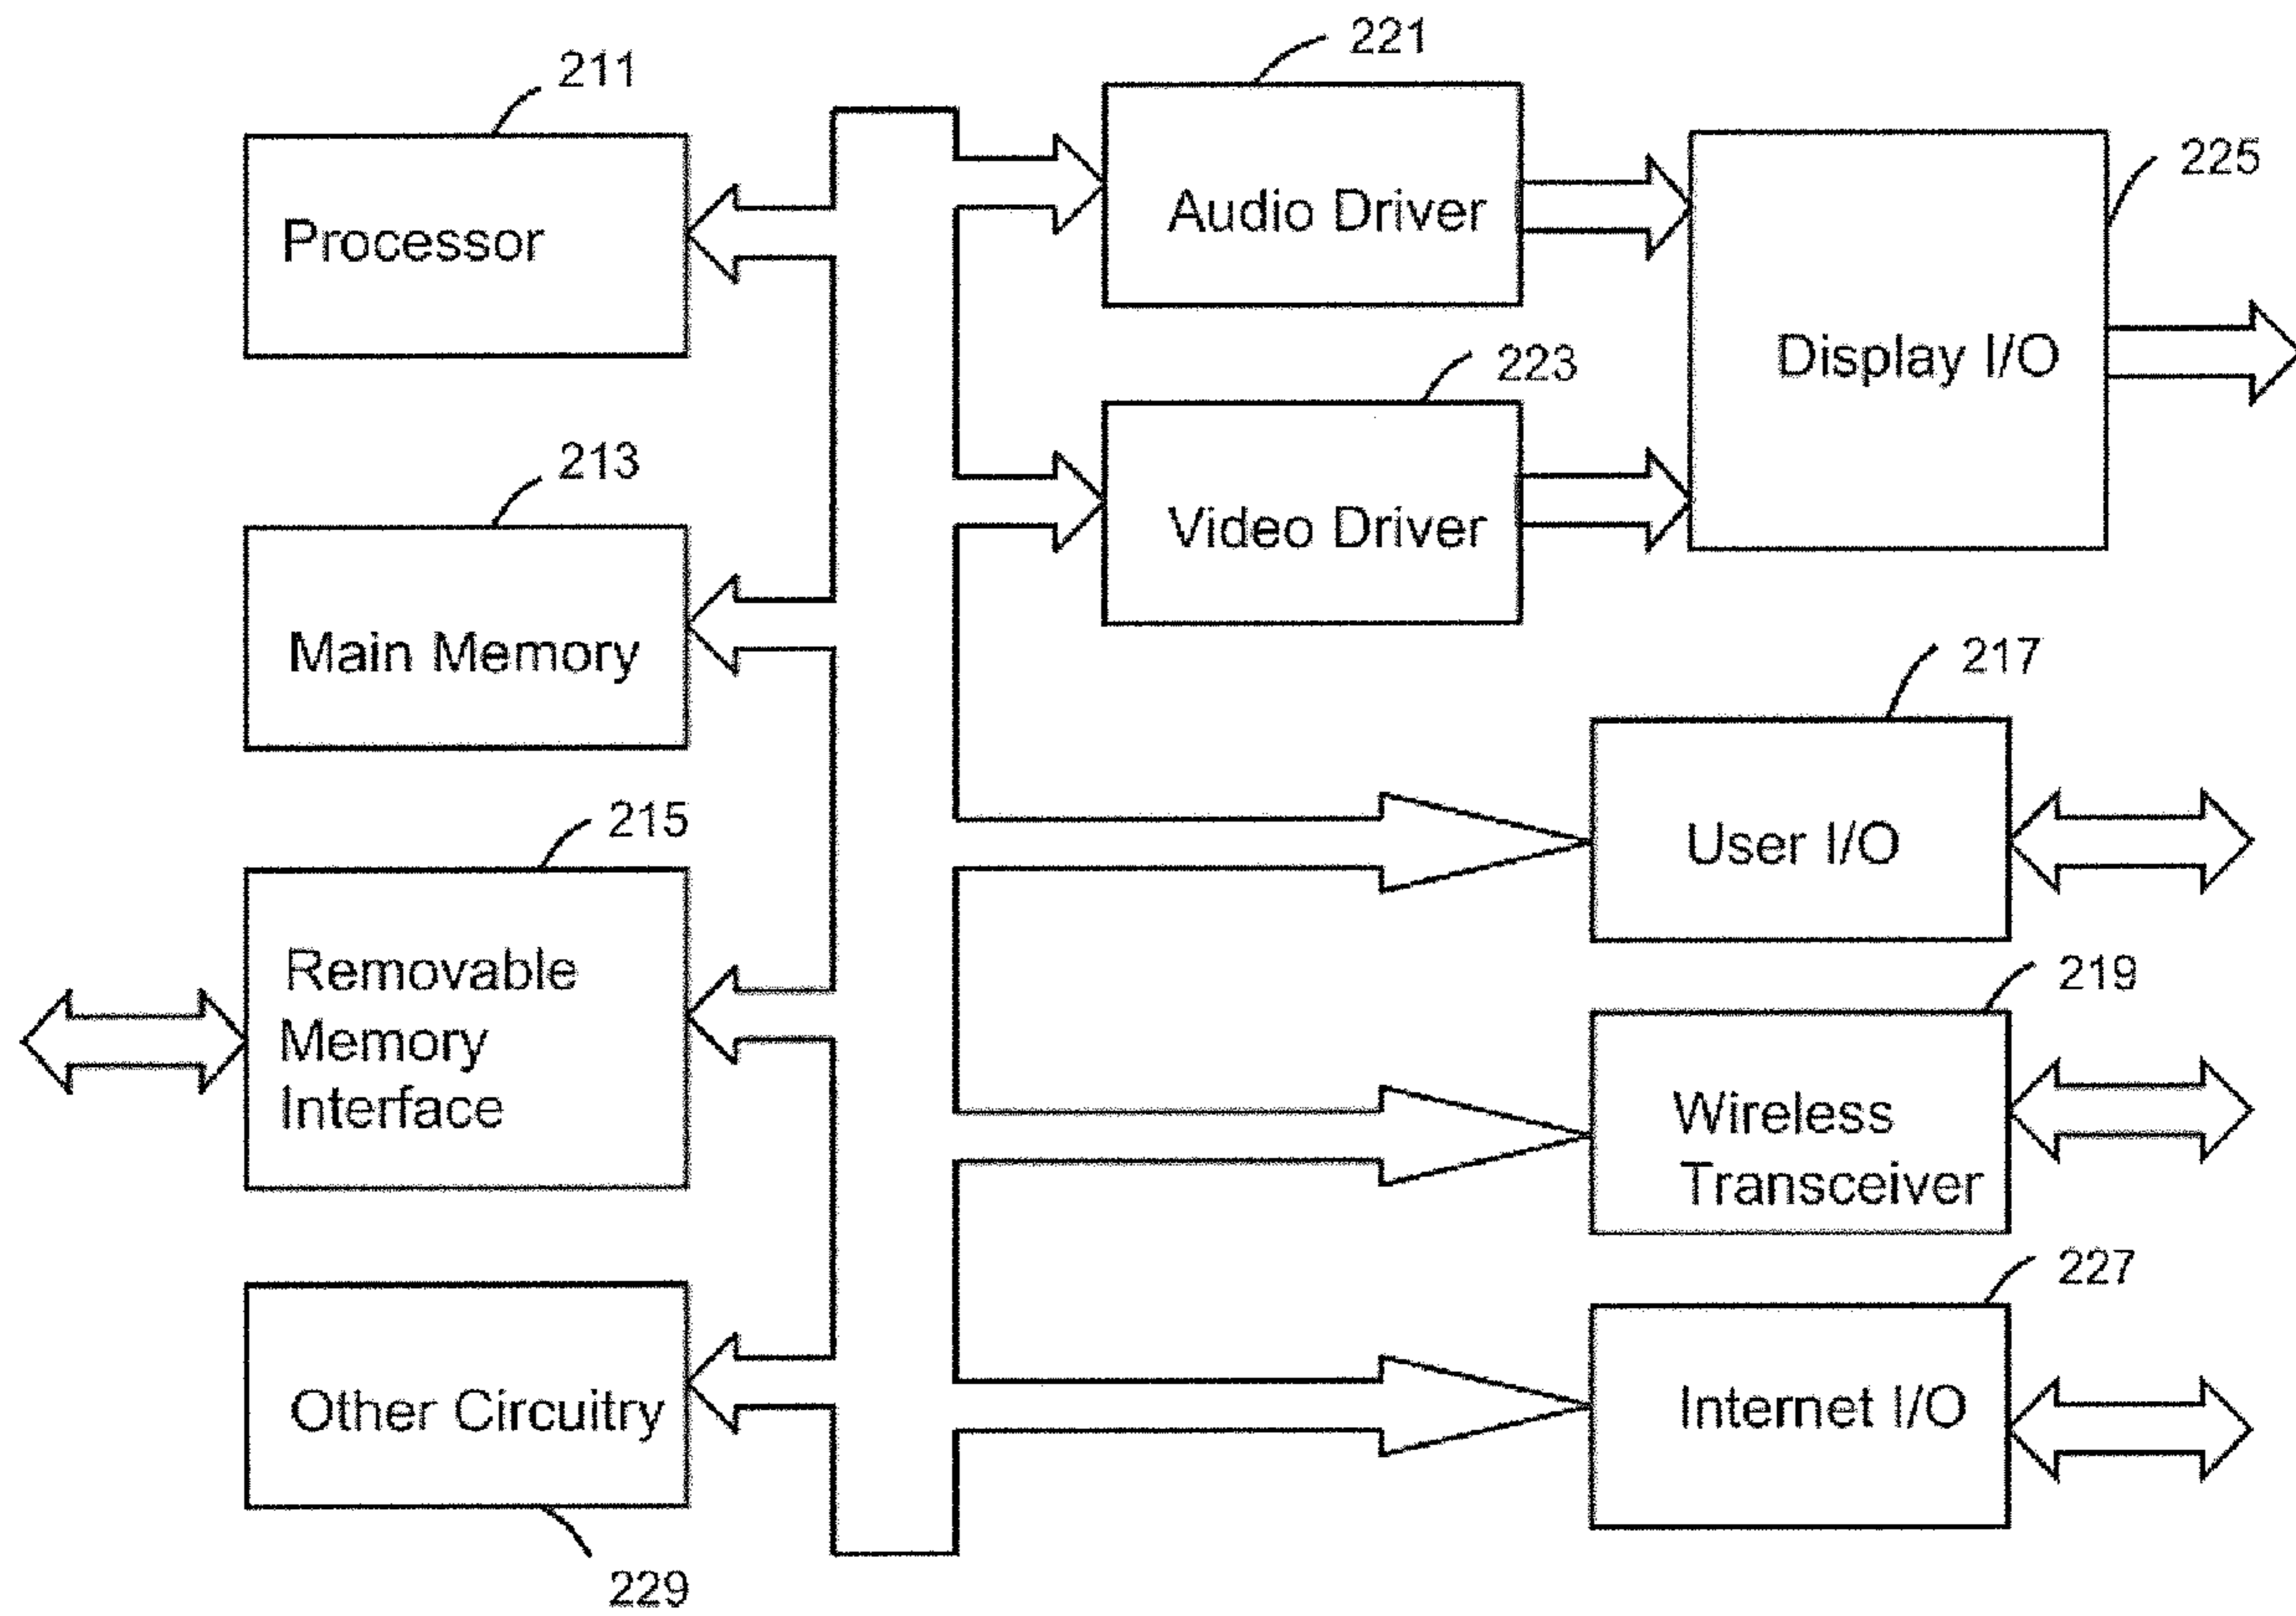 211
Processor
213
Main Memory
215
Removable
Memory
Interface
Other Circuitry
229
221
Audio Driver
223
Video Driver
225
Display I/O
217
User I/O
219
Wireless
Transceiver
227
Internet I/O